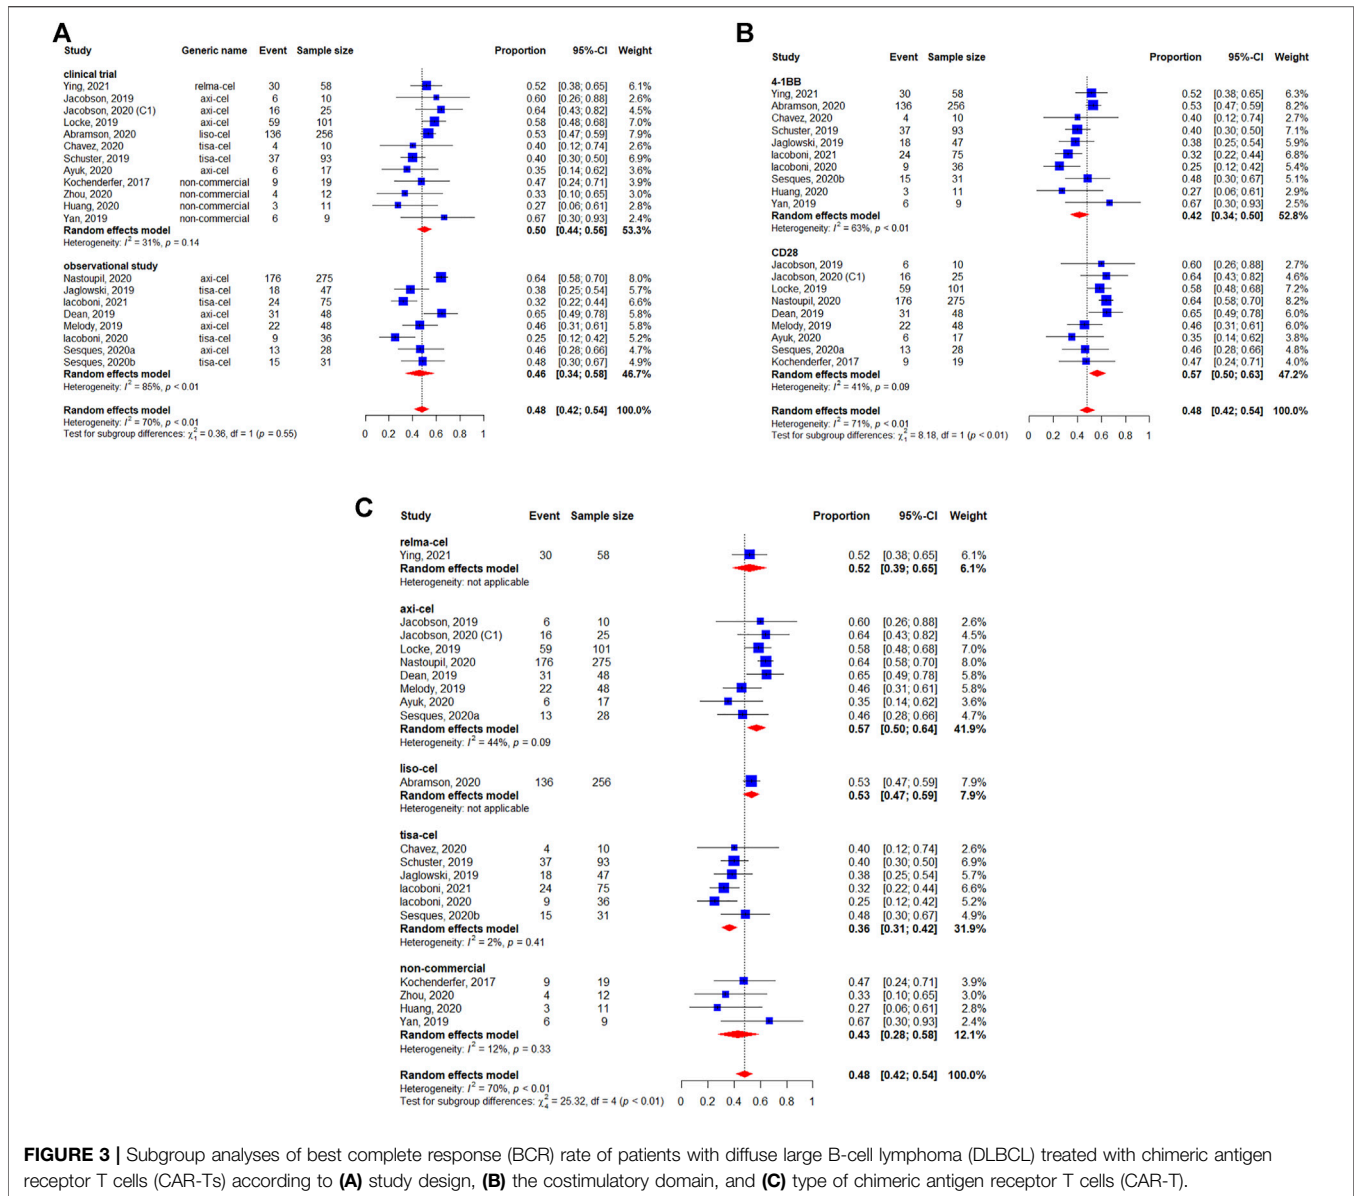 A
Study Generic name Event Sample size Proportion 95%-CI Weight
clinical trial
Ying, 2021 relma-cel 30 58 0.52 [0.38; 0.65] 6.1%
Jacobson, 2019 axi-cel 6 10 0.60 [0.26; 0.88] 2.6%
Jacobson, 2020 (C1) axi-cel 16 25 0.64 [0.43; 0.82] 4.5%
Locke, 2019 axi-cel 59 101 0.58 [0.48; 0.68] 7.0%
Abramson, 2020 liso-cel 136 256 0.53 [0.47; 0.59] 7.9%
Chavez, 2020 tisa-cel 4 10 0.40 [0.12; 0.74] 2.6%
Schuster, 2019 tisa-cel 37 93 0.40 [0.30; 0.50] 6.9%
Ayuk, 2020 axi-cel 6 17 0.35 [0.14; 0.62] 3.6%
Kochenderfer, 2017 non-commercial 9 19 0.47 [0.24; 0.71] 3.9%
Zhou, 2020 non-commercial 4 12 0.33 [0.10; 0.65] 3.0%
Huang, 2020 non-commercial 3 11 0.27 [0.06; 0.61] 2.8%
Yan, 2019 non-commercial 6 9 0.67 [0.30; 0.93] 2.4%
Random effects model 0.50 [0.44; 0.56] 53.3%
Heterogeneity: I² = 31%, p = 0.14
observational study
Nastoupil, 2020 axi-cel 176 275 0.64 [0.58; 0.70] 8.0%
Jaglowski, 2019 tisa-cel 18 47 0.38 [0.25; 0.54] 5.7%
Iacoboni, 2021 tisa-cel 24 75 0.32 [0.22; 0.44] 6.6%
Dean, 2019 axi-cel 31 48 0.65 [0.49; 0.78] 5.8%
Melody, 2019 axi-cel 22 48 0.46 [0.31; 0.61] 5.8%
Iacoboni, 2020 tisa-cel 9 36 0.25 [0.12; 0.42] 5.2%
Sesques, 2020a axi-cel 13 28 0.46 [0.28; 0.66] 4.7%
Sesques, 2020b tisa-cel 15 31 0.48 [0.30; 0.67] 4.9%
Random effects model 0.46 [0.34; 0.58] 46.7%
Heterogeneity: I² = 85%, p < 0.01
Random effects model 0.48 [0.42; 0.54] 100.0%
Heterogeneity: I² = 70%, p < 0.01
Test for subgroup differences: χ²₁ = 0.36, df = 1 (p = 0.55)
0 0.2 0.4 0.6 0.8 1
B
Study Event Sample size Proportion 95%-CI Weight
4-1BB
Ying, 2021 30 58 0.52 [0.38; 0.65] 6.3%
Abramson, 2020 136 256 0.53 [0.47; 0.59] 8.2%
Chavez, 2020 4 10 0.40 [0.12; 0.74] 2.7%
Schuster, 2019 37 93 0.40 [0.30; 0.50] 7.1%
Jaglowski, 2019 18 47 0.38 [0.25; 0.54] 5.9%
Iacoboni, 2021 24 75 0.32 [0.22; 0.44] 6.8%
Iacoboni, 2020 9 36 0.25 [0.12; 0.42] 5.3%
Sesques, 2020b 15 31 0.48 [0.30; 0.67] 5.1%
Huang, 2020 3 11 0.27 [0.06; 0.61] 2.9%
Yan, 2019 6 9 0.67 [0.30; 0.93] 2.5%
Random effects model 0.42 [0.34; 0.50] 52.8%
Heterogeneity: I² = 63%, p < 0.01
CD28
Jacobson, 2019 6 10 0.60 [0.26; 0.88] 2.7%
Jacobson, 2020 (C1) 16 25 0.64 [0.43; 0.82] 4.6%
Locke, 2019 59 101 0.58 [0.48; 0.68] 7.2%
Nastoupil, 2020 176 275 0.64 [0.58; 0.70] 8.2%
Dean, 2019 31 48 0.65 [0.49; 0.78] 6.0%
Melody, 2019 22 48 0.46 [0.31; 0.61] 6.0%
Ayuk, 2020 6 17 0.35 [0.14; 0.62] 3.8%
Sesques, 2020a 13 28 0.46 [0.28; 0.66] 4.9%
Kochenderfer, 2017 9 19 0.47 [0.24; 0.71] 4.0%
Random effects model 0.57 [0.50; 0.63] 47.2%
Heterogeneity: I² = 41%, p = 0.09
Random effects model 0.48 [0.42; 0.54] 100.0%
Heterogeneity: I² = 71%, p < 0.01
Test for subgroup differences: χ²₁ = 8.18, df = 1 (p < 0.01)
0 0.2 0.4 0.6 0.8 1
C
Study Event Sample size Proportion 95%-CI Weight
relma-cel
Ying, 2021 30 58 0.52 [0.38; 0.65] 6.1%
Random effects model 0.52 [0.39; 0.65] 6.1%
Heterogeneity: not applicable
axi-cel
Jacobson, 2019 6 10 0.60 [0.26; 0.88] 2.6%
Jacobson, 2020 (C1) 16 25 0.64 [0.43; 0.82] 4.5%
Locke, 2019 59 101 0.58 [0.48; 0.68] 7.0%
Nastoupil, 2020 176 275 0.64 [0.58; 0.70] 8.0%
Dean, 2019 31 48 0.65 [0.49; 0.78] 5.8%
Melody, 2019 22 48 0.46 [0.31; 0.61] 5.8%
Ayuk, 2020 6 17 0.35 [0.14; 0.62] 3.6%
Sesques, 2020a 13 28 0.46 [0.28; 0.66] 4.7%
Random effects model 0.57 [0.50; 0.64] 41.9%
Heterogeneity: I² = 44%, p = 0.09
liso-cel
Abramson, 2020 136 256 0.53 [0.47; 0.59] 7.9%
Random effects model 0.53 [0.47; 0.59] 7.9%
Heterogeneity: not applicable
tisa-cel
Chavez, 2020 4 10 0.40 [0.12; 0.74] 2.6%
Schuster, 2019 37 93 0.40 [0.30; 0.50] 6.9%
Jaglowski, 2019 18 47 0.38 [0.25; 0.54] 5.7%
Iacoboni, 2021 24 75 0.32 [0.22; 0.44] 6.6%
Iacoboni, 2020 9 36 0.25 [0.12; 0.42] 5.2%
Sesques, 2020b 15 31 0.48 [0.30; 0.67] 4.9%
Random effects model 0.36 [0.31; 0.42] 31.9%
Heterogeneity: I² = 2%, p = 0.41
non-commercial
Kochenderfer, 2017 9 19 0.47 [0.24; 0.71] 3.9%
Zhou, 2020 4 12 0.33 [0.10; 0.65] 3.0%
Huang, 2020 3 11 0.27 [0.06; 0.61] 2.8%
Yan, 2019 6 9 0.67 [0.30; 0.93] 2.4%
Random effects model 0.43 [0.28; 0.58] 12.1%
Heterogeneity: I² = 12%, p = 0.33
Random effects model 0.48 [0.42; 0.54] 100.0%
Heterogeneity: I² = 70%, p < 0.01
Test for subgroup differences: χ²₄ = 25.32, df = 4 (p < 0.01)
0 0.2 0.4 0.6 0.8 1
FIGURE 3 | Subgroup analyses of best complete response (BCR) rate of patients with diffuse large B-cell lymphoma (DLBCL) treated with chimeric antigen
receptor T cells (CAR-Ts) according to (A) study design, (B) the costimulatory domain, and (C) type of chimeric antigen receptor T cells (CAR-T).